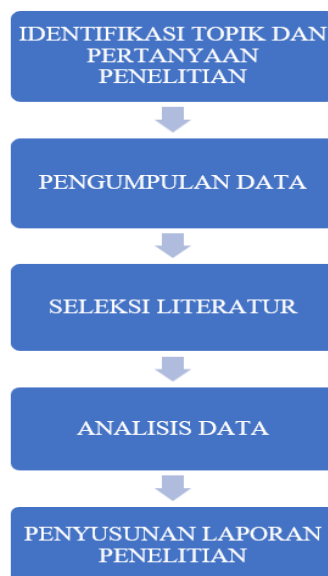 IDENTIFIKASI TOPIK DAN
PERTANYAAN
PENELITIAN
PENGUMPULAN DATA
SELEKSI LITERATUR
ANALISIS DATA
PENYUSUNAN LAPORAN
PENELITIAN